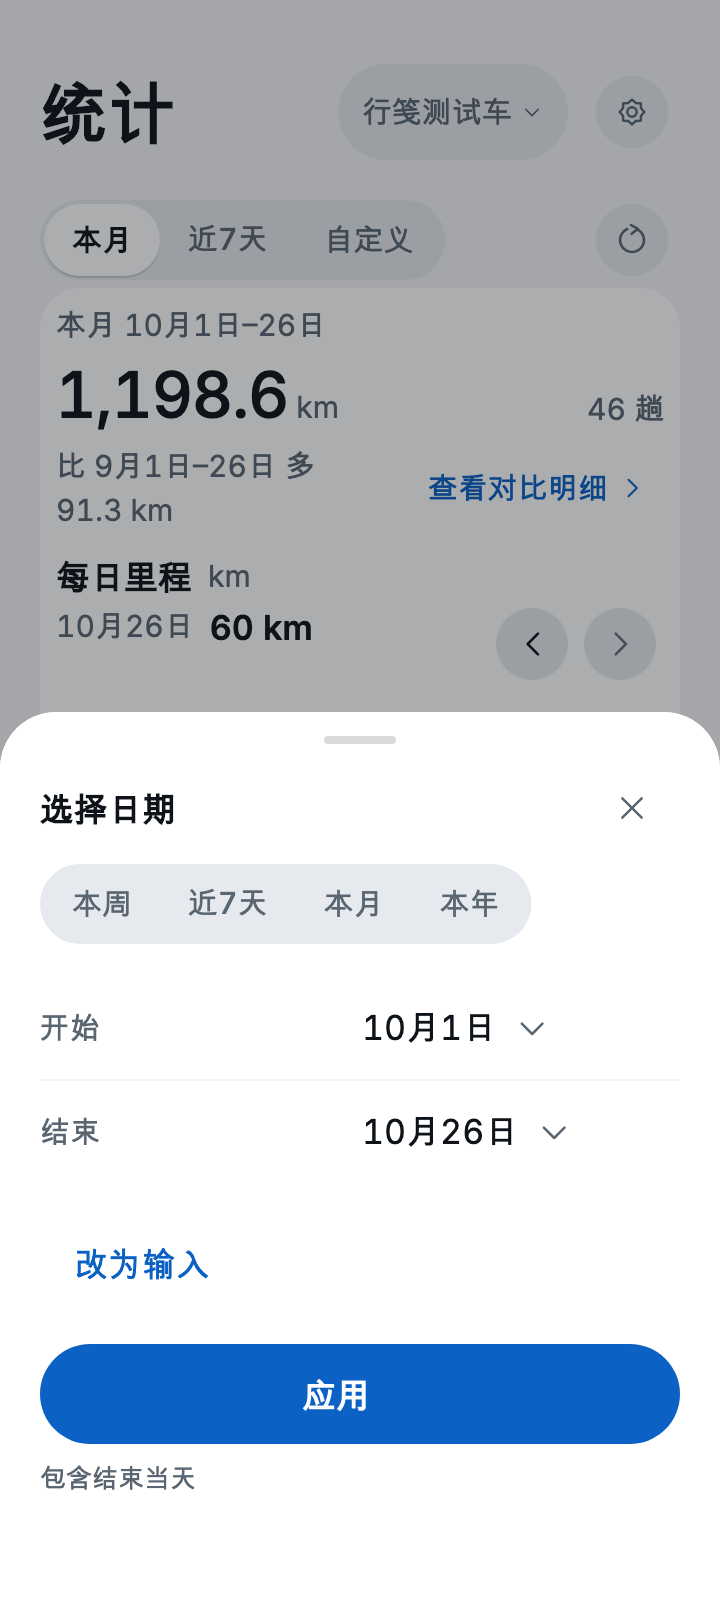 统计
行笺测试车
本月 近7天 自定义
本月 10月1日–26日
1,198.6 km
46 趟
比 9月1日–26日 多
91.3 km
查看对比明细
每日里程 km
10月26日 60 km
选择日期
本周 近7天 本月 本年
开始 10月1日
结束 10月26日
改为输入
应用
包含结束当天